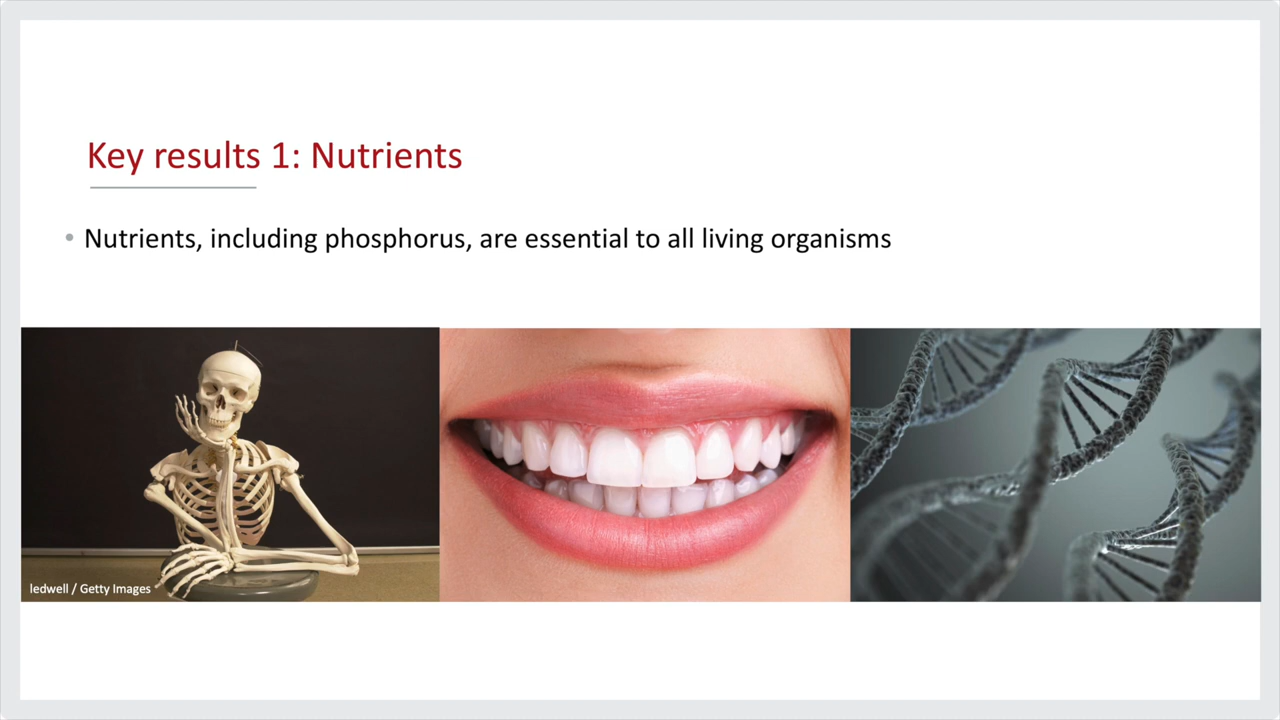 Key results 1: Nutrients
• Nutrients, including phosphorus, are essential to all living organisms
ledwell / Getty Images